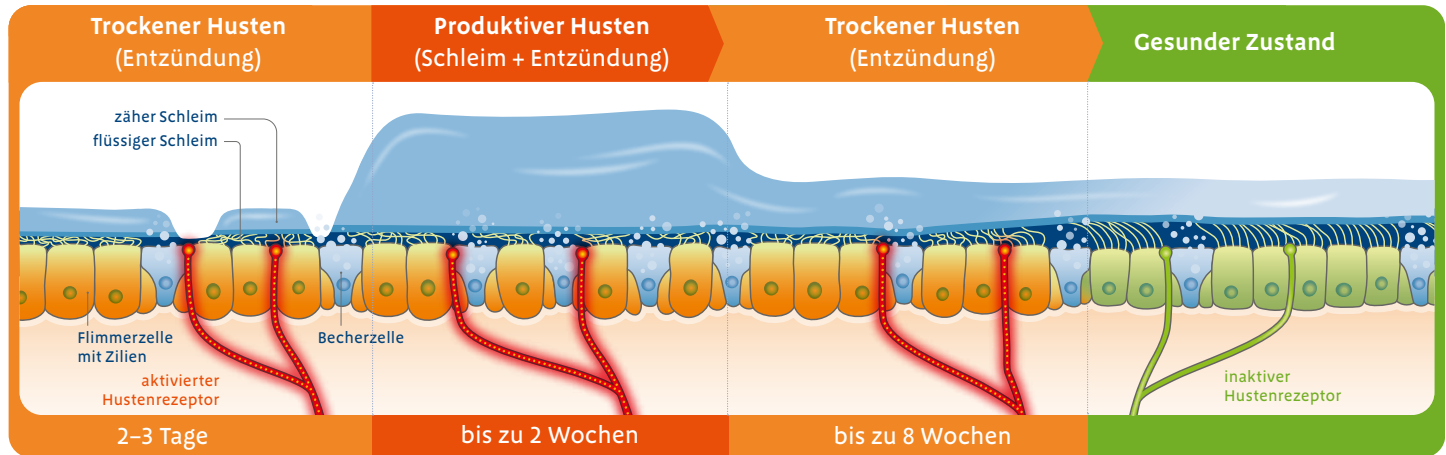 Trockener Husten
(Entzündung)
Produktiver Husten
(Schleim + Entzündung)
Trockener Husten
(Entzündung)
Gesunder Zustand
zäher Schleim
flüssiger Schleim
Flimmerzelle
mit Zilien
Becherzelle
aktivierter
Hustenrezeptor
inaktiver
Hustenrezeptor
2–3 Tage
bis zu 2 Wochen
bis zu 8 Wochen